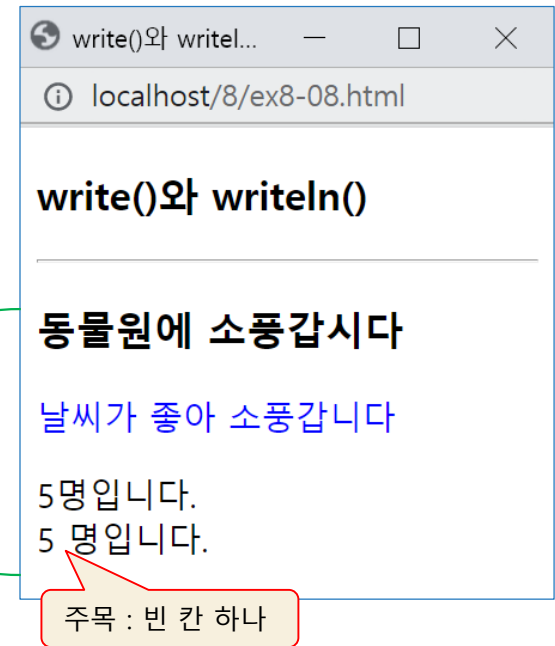 write()와 writel...
localhost/8/ex8-08.html
write()와 writeln()
동물원에 소풍갑시다
날씨가 좋아 소풍갑니다
5명입니다.
5 명입니다.
주목 : 빈 칸 하나